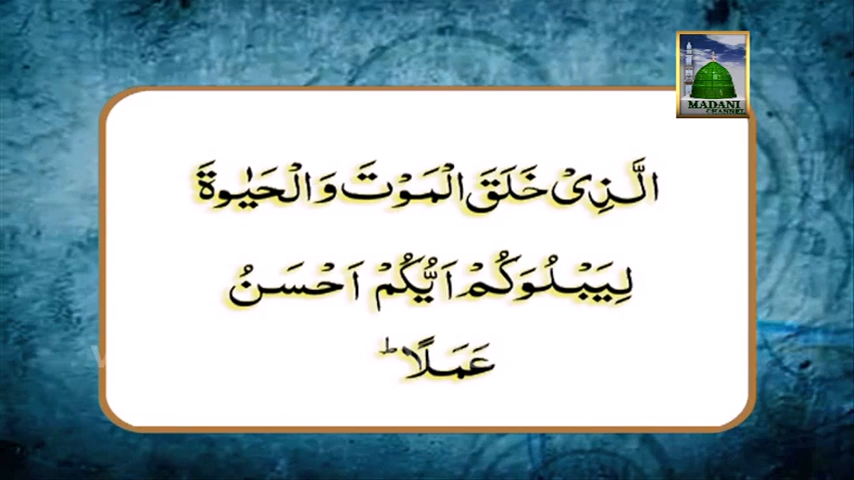 MADANI
CHANNEL
الَّذِیْ خَلَقَ الْمَوْتَ وَالْحَیٰوةَ
لِیَبْلُوَكُمْ اَیُّكُمْ اَحْسَنُ
عَمَلًاؕ